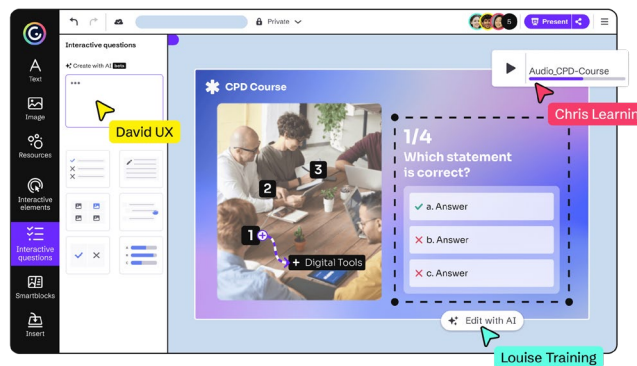 Private
5
Present
Interactive questions
Create with AI beta
Text
Image
Resources
Interactive
elements
Interactive
questions
Smartblocks
Insert
David UX
CPD Course
1
2
3
+ Digital Tools
1/4
Which statement
is correct?
a. Answer
b. Answer
c. Answer
Edit with AI
Audio_CPD-Course
Chris Learnin
Louise Training